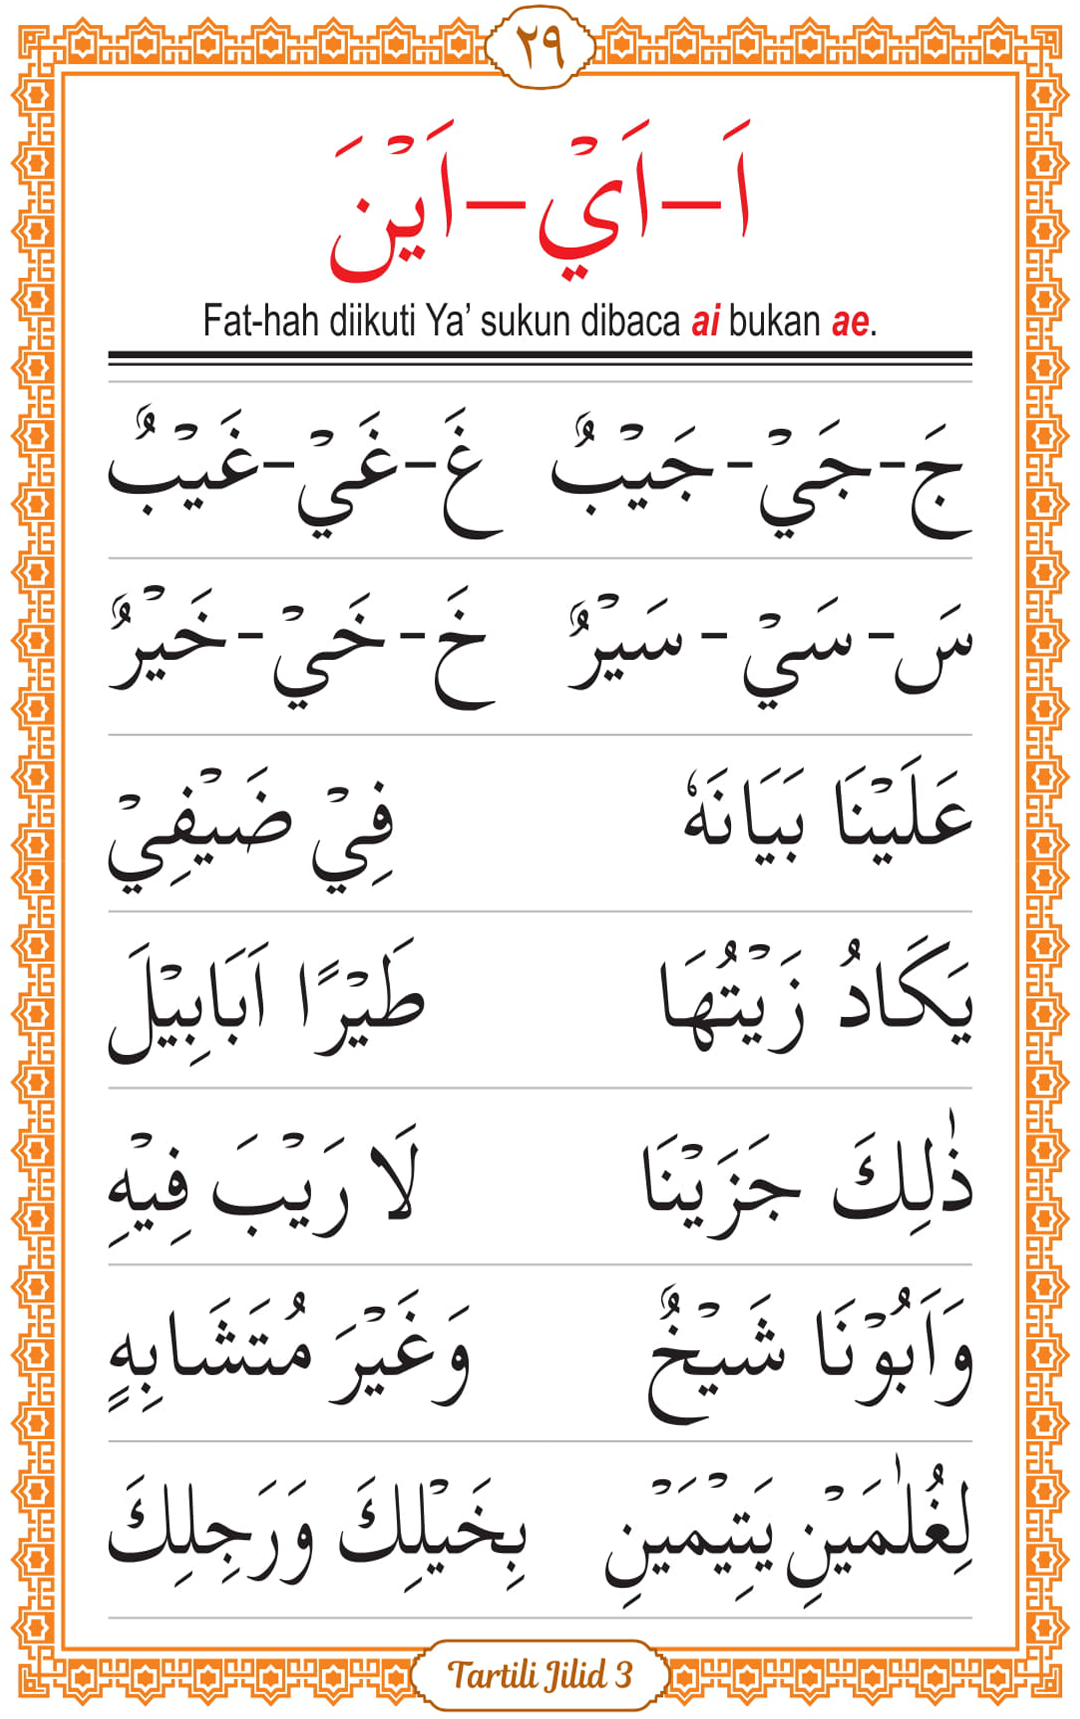 ٢٩
اَ–اَيْ–اَيْنَ
Fat-hah diikuti Ya’ sukun dibaca ai bukan ae.
جَ-جَيْ-جَيْبٌ غَ–غَيْ–غَيْبٌ
سَ-سَيْ-سَيْرٌ خَ-خَيْ-خَيْرٌ
عَلَيْنَا بَيَانَهٗ فِيْ ضَيْفِيْ
يَكَادُ زَيْتُهَا طَيْرًا اَبَابِيْلَ
ذٰلِكَ جَزَيْنَا لَا رَيْبَ فِيْهِ
وَاَبُوْنَا شَيْخٌ وَغَيْرَ مُتَشَابِهٍ
لِغُلٰمَيْنِ يَتِيْمَيْنِ بِخَيْلِكَ وَرَجِلِكَ
Tartili Jilid 3